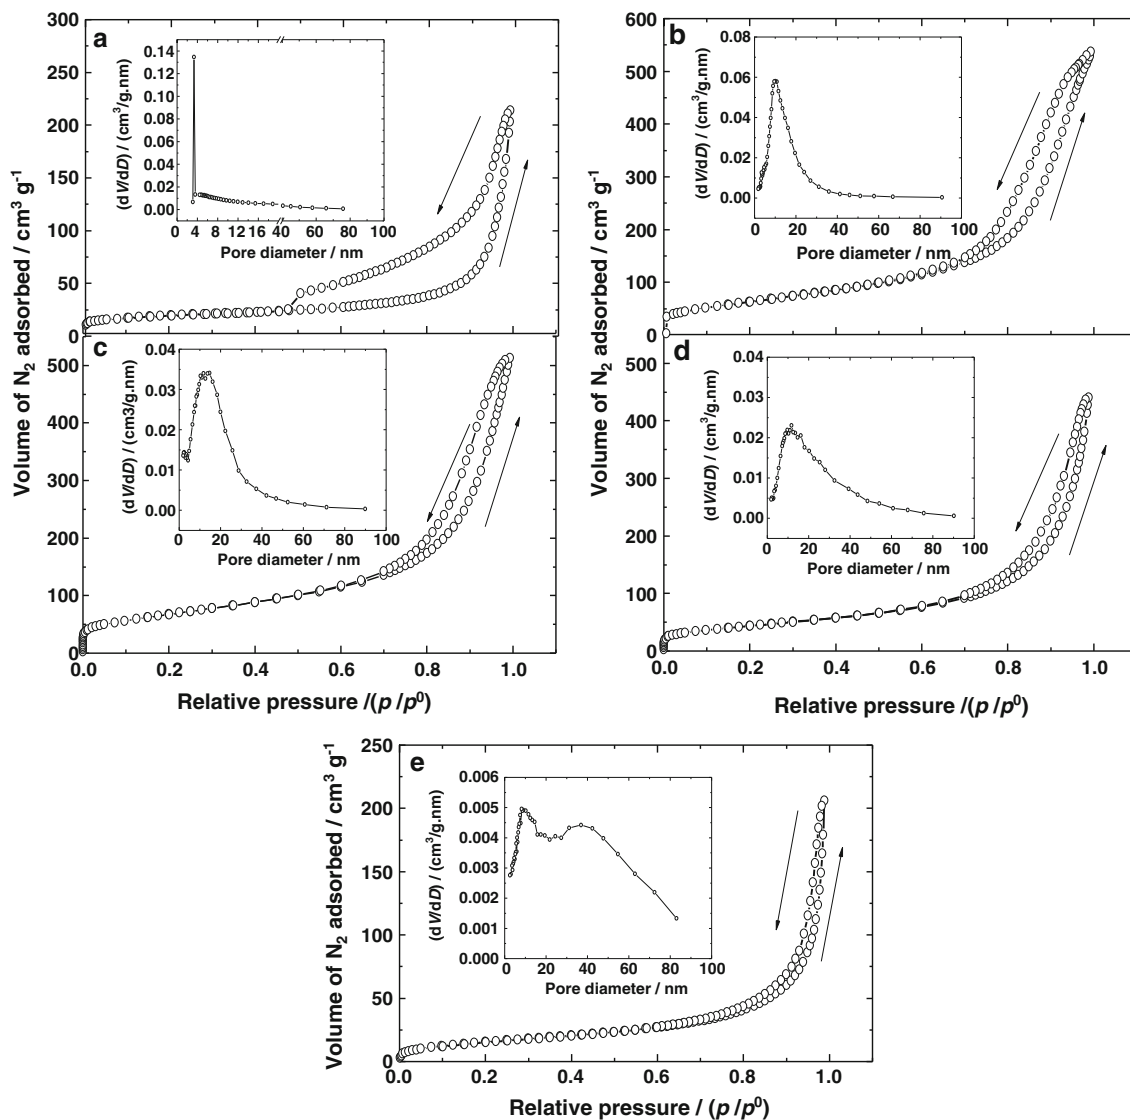 a
300
250
200
150
100
50
0
Volume of N2 adsorbed / cm3 g-1
0.14
0.12
0.10
0.08
0.06
0.04
0.02
0.00
(dV/dD) / (cm3/g.nm)
0 4 8 12 16 40 60 80 100
Pore diameter / nm
b
600
500
400
300
200
100
0
Volume of N2 adsorbed / cm3 g-1
0.08
0.06
0.04
0.02
0.00
(dV/dD) / (cm3/g.nm)
0 20 40 60 80 100
Pore diameter / nm
c
500
400
300
200
100
0
0.04
0.03
0.02
0.01
0.00
(dV/dD) / (cm3/g.nm)
0 20 40 60 80 100
Pore diameter / nm
0.0 0.2 0.4 0.6 0.8 1.0
Relative pressure /(p/p0)
d
500
400
300
200
100
0
0.04
0.03
0.02
0.01
0.00
(dV/dD) / (cm3/g.nm)
0 20 40 60 80 100
Pore diameter / nm
0.0 0.2 0.4 0.6 0.8 1.0
Relative pressure /(p/p0)
e
250
200
150
100
50
0
Volume of N2 adsorbed / cm3 g-1
0.006
0.005
0.004
0.003
0.002
0.001
0.000
(dV/dD) / (cm3/g.nm)
0 20 40 60 80 100
Pore diameter / nm
0.0 0.2 0.4 0.6 0.8 1.0
Relative pressure / (p/p0)